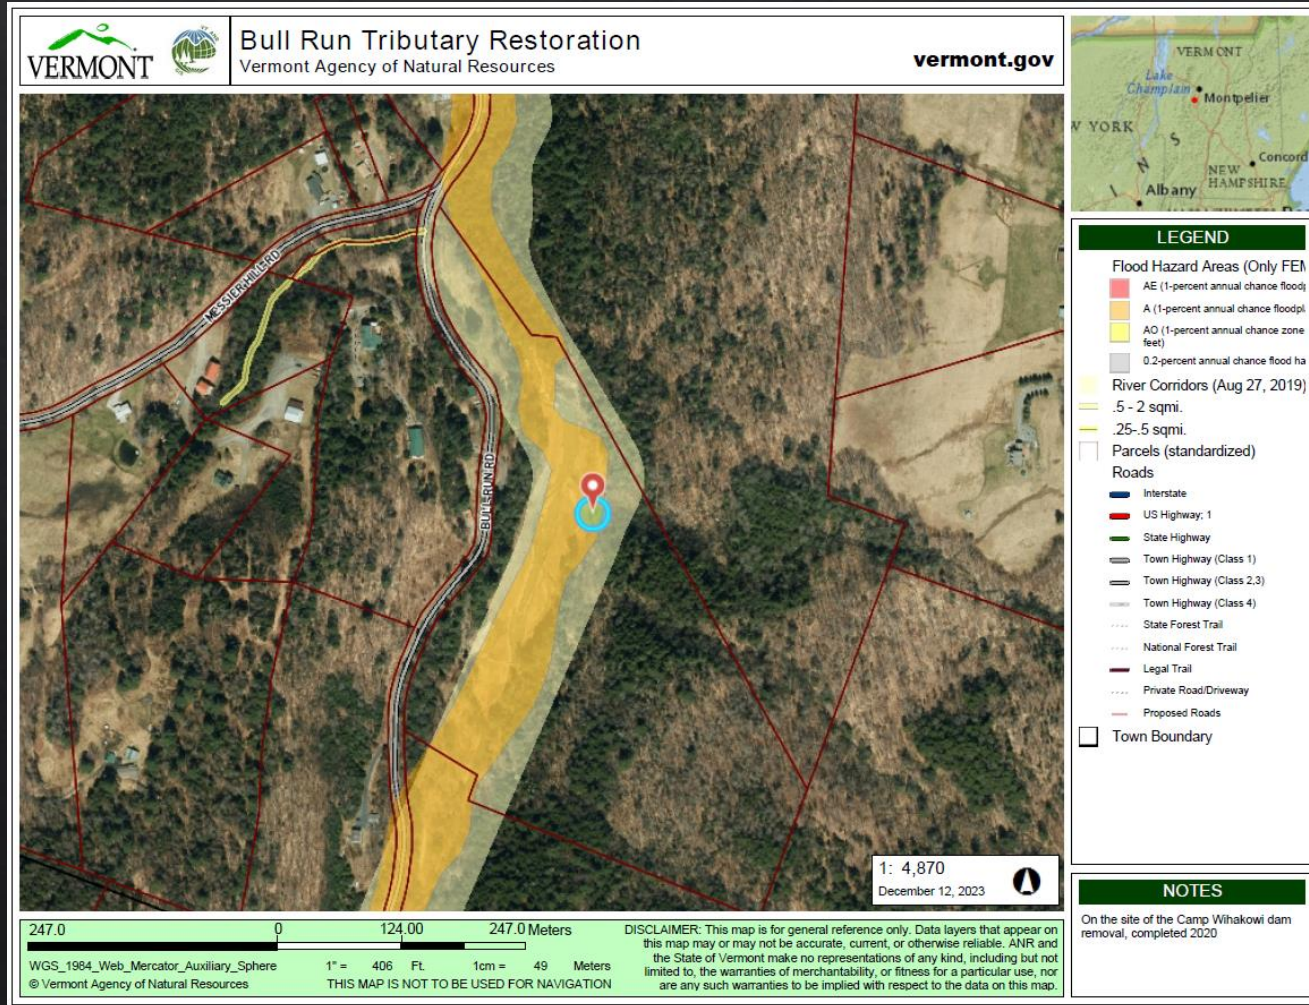 VERMONT
Bull Run Tributary Restoration
Vermont Agency of Natural Resources
vermont.gov
MESSIER HILL RD
BULL RUN RD
1: 4,870
December 12, 2023
VERMONT
Lake
Champlain
Montpelier
W YORK
NEW
HAMPSHIRE
Concord
Albany
LEGEND
Flood Hazard Areas (Only FEM
AE (1-percent annual chance floodp
A (1-percent annual chance floodpl
AO (1-percent annual chance zone
feet)
0.2-percent annual chance flood ha
River Corridors (Aug 27, 2019)
.5 - 2 sqmi.
.25-.5 sqmi.
Parcels (standardized)
Roads
Interstate
US Highway; 1
State Highway
Town Highway (Class 1)
Town Highway (Class 2,3)
Town Highway (Class 4)
State Forest Trail
National Forest Trail
Legal Trail
Private Road/Driveway
Proposed Roads
Town Boundary
NOTES
On the site of the Camp Wihakowi dam
removal, completed 2020
247.0 0 124.00 247.0 Meters
WGS_1984_Web_Mercator_Auxiliary_Sphere
1" = 406 Ft. 1cm = 49 Meters
© Vermont Agency of Natural Resources
THIS MAP IS NOT TO BE USED FOR NAVIGATION
DISCLAIMER: This map is for general reference only. Data layers that appear on
this map may or may not be accurate, current, or otherwise reliable. ANR and
the State of Vermont make no representations of any kind, including but not
limited to, the warranties of merchantability, or fitness for a particular use, nor
are any such warranties to be implied with respect to the data on this map.